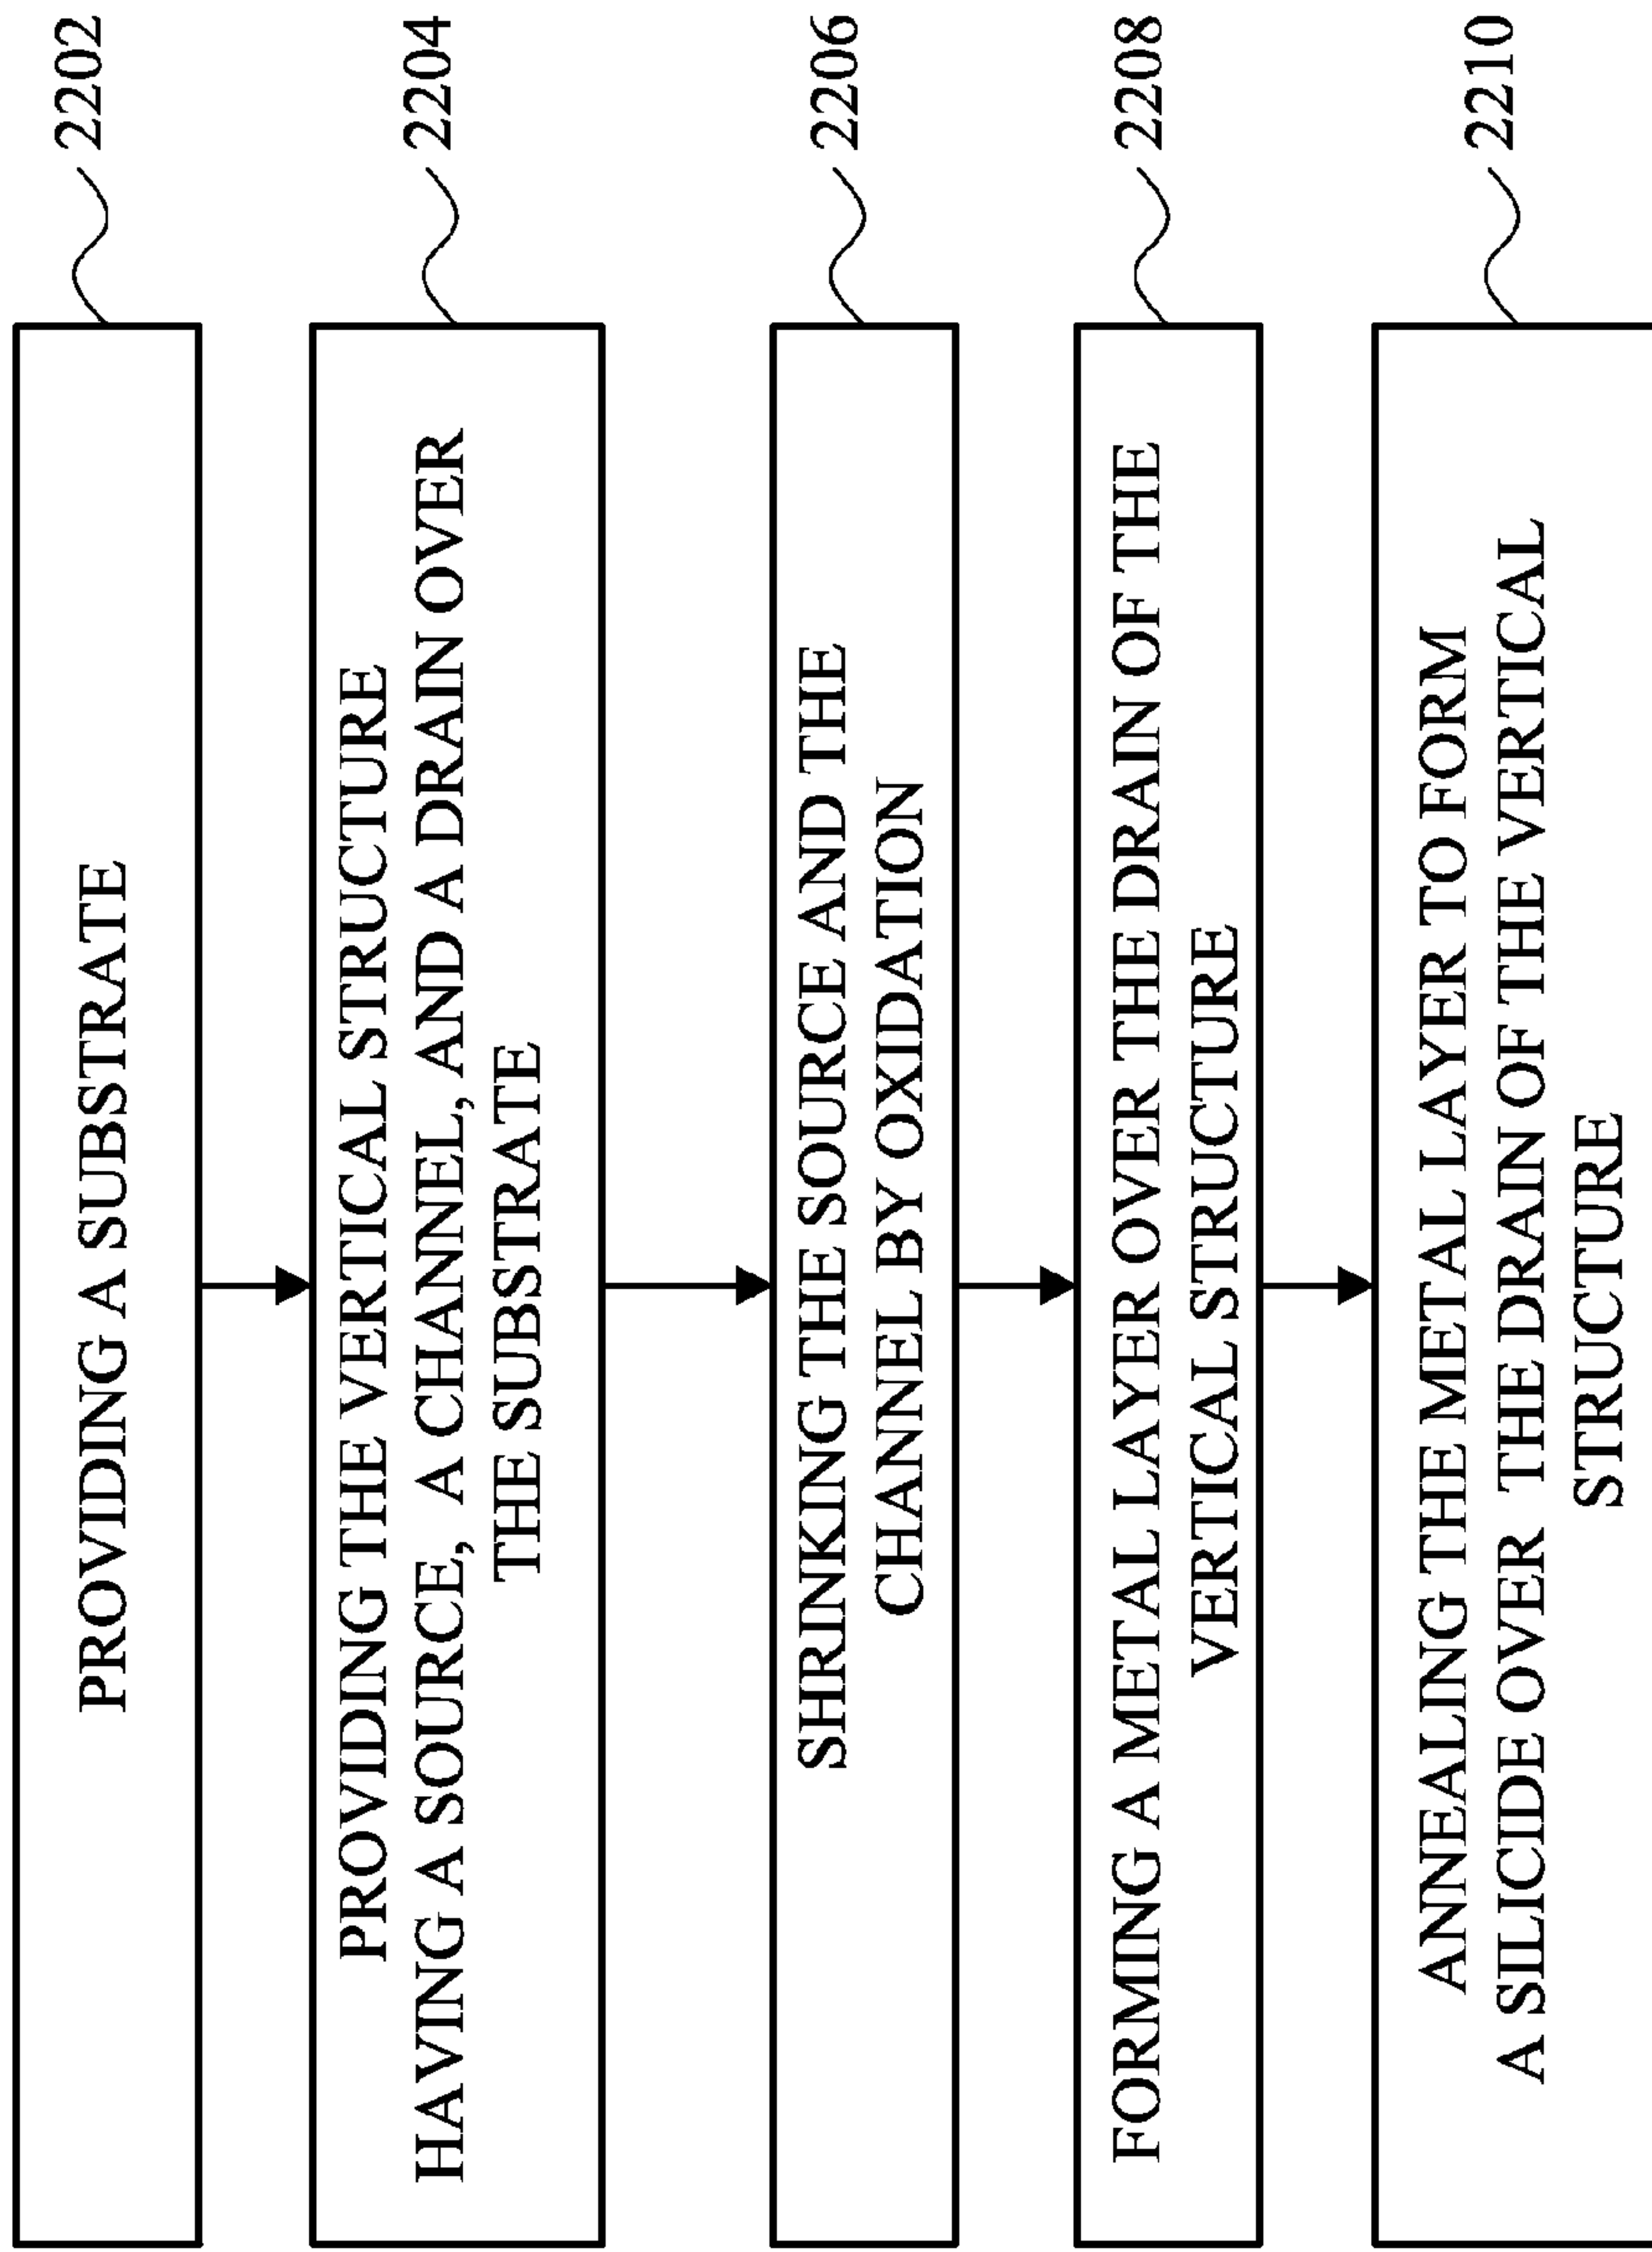 PROVIDING A SUBSTRATE
2202
PROVIDING THE VERTICAL STRUCTURE
HAVING A SOURCE, A CHANNEL, AND A DRAIN OVER
THE SUBSTRATE
2204
SHRINKING THE SOURCE AND THE
CHANNEL BY OXIDATION
2206
FORMING A METAL LAYER OVER THE DRAIN OF THE
VERTICAL STRUCTURE
2208
ANNEALING THE METAL LAYER TO FORM
A SILICIDE OVER THE DRAIN OF THE VERTICAL
STRUCTURE
2210